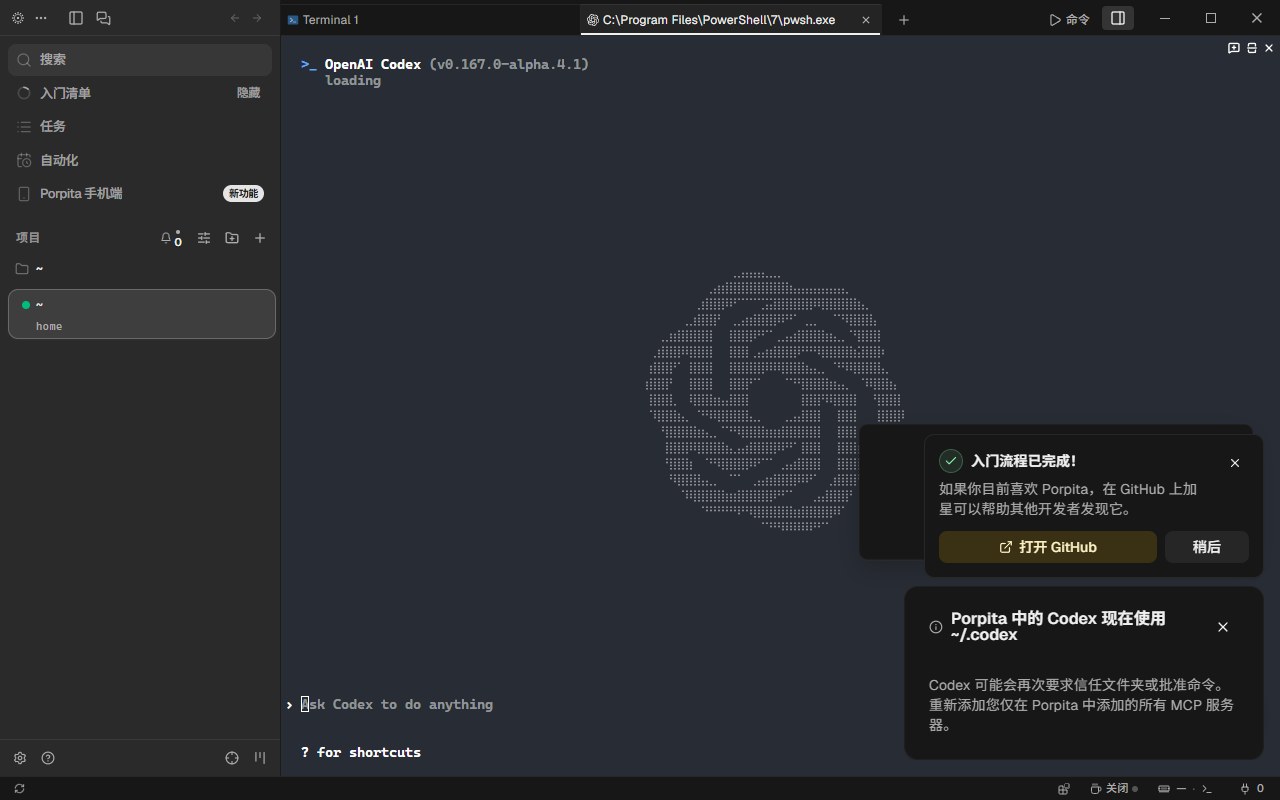 Terminal 1
C:\Program Files\PowerShell\7\pwsh.exe
命令
搜索
入门清单 隐藏
任务
自动化
Porpita 手机端 新功能
项目 0
~
~
home
>_ OpenAI Codex (v0.167.0-alpha.4.1)
loading
› Ask Codex to do anything
? for shortcuts
入门流程已完成！
如果你目前喜欢 Porpita，在 GitHub 上加
星可以帮助其他开发者发现它。
打开 GitHub 稍后
Porpita 中的 Codex 现在使用
~/.codex
Codex 可能会再次要求信任文件夹或批准命令。
重新添加您仅在 Porpita 中添加的所有 MCP 服务
器。
关闭 — · 0